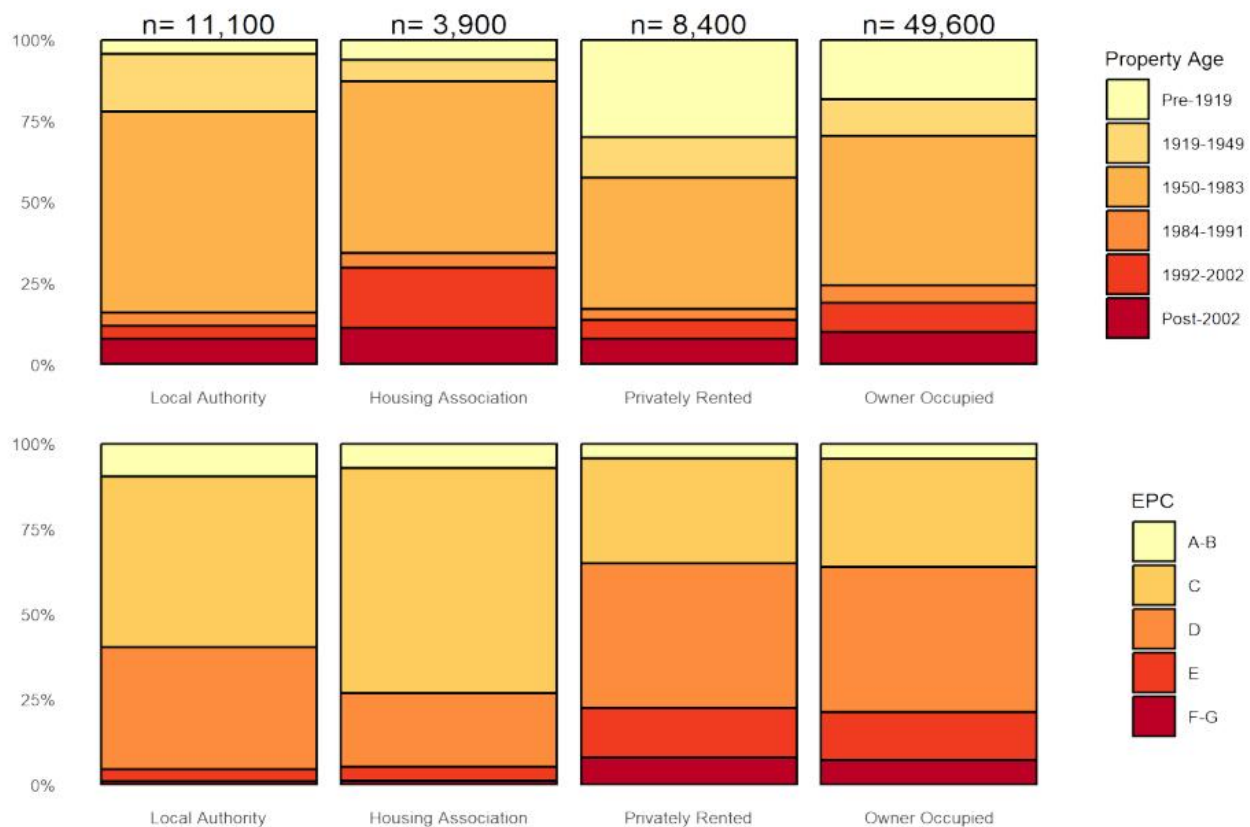 n= 11,100
n= 3,900
n= 8,400
n= 49,600
100%
75%
50%
25%
0%
Local Authority
Housing Association
Privately Rented
Owner Occupied
Property Age
Pre-1919
1919-1949
1950-1983
1984-1991
1992-2002
Post-2002
100%
75%
50%
25%
0%
Local Authority
Housing Association
Privately Rented
Owner Occupied
EPC
A-B
C
D
E
F-G